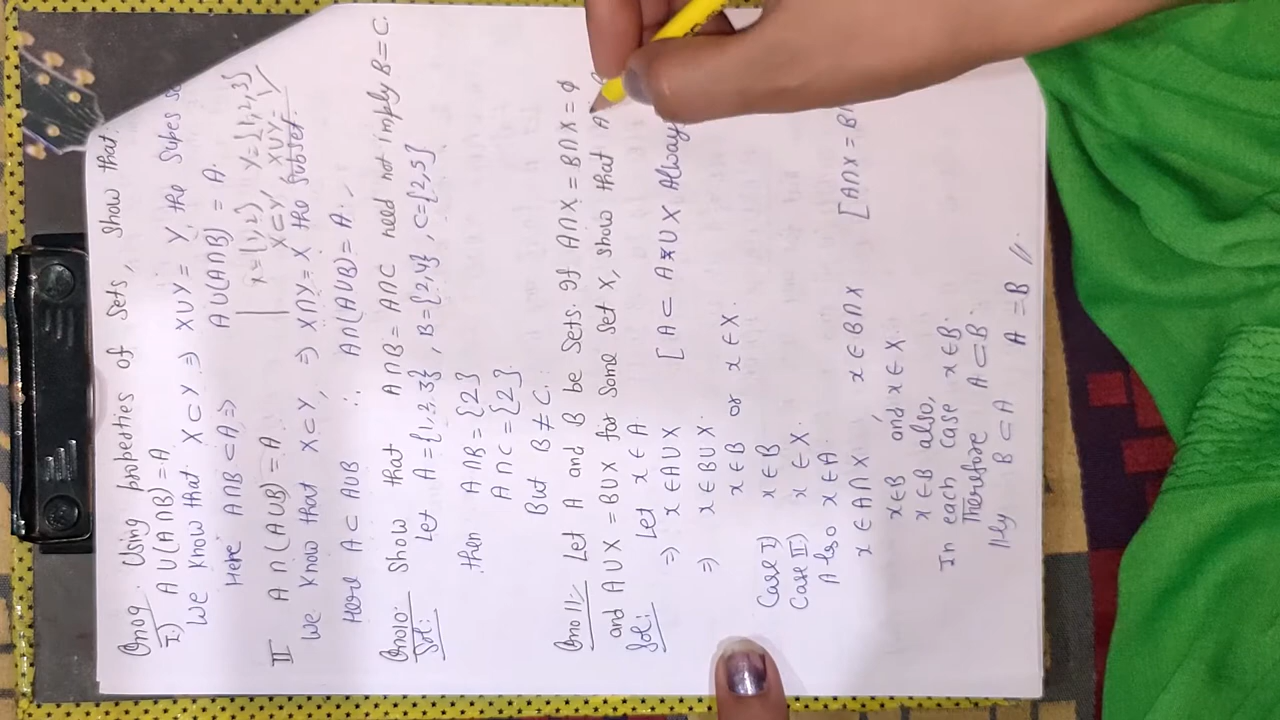 Qno9. Using properties of sets, show that.
I.) A∪(A∩B)=A
We know that X⊂Y ⇒ X∪Y = Y, the supes se
Here A∩B ⊂ A ⇒ A∪(A∩B) = A.
II A∩(A∪B)=A
X={1,2}, Y={1,2,3}
X⊂Y, X∪Y=Y
We know that X⊂Y, ⇒ X∩Y=X the subset.
Here A⊂A∪B ∴ A∩(A∪B)=A.
Qno10: Show that A∩B=A∩C need not imply B=C.
Sol: Let A={1,2,3}, B={2,4}, C={2,5}
then A∩B={2}
A∩C={2}.
But B≠C.
Qno11:- Let A and B be sets. If A∩X=B∩X=ϕ
and A∪X=B∪X for some set X, show that A
Sol: Let x∈A.
⇒ x∈A∪X [A⊂A∪X Always
⇒ x∈B∪X.
x∈B or x∈X.
Case I) x∈B
Case II:) x∈X.
Also x∈A.
x∈A∩X x∈B∩X [A∩X=B∩
x∈B and x∈X.
x∈B also,
In each case x∈B.
Therefore A⊂B.
lly B⊂A A=B //